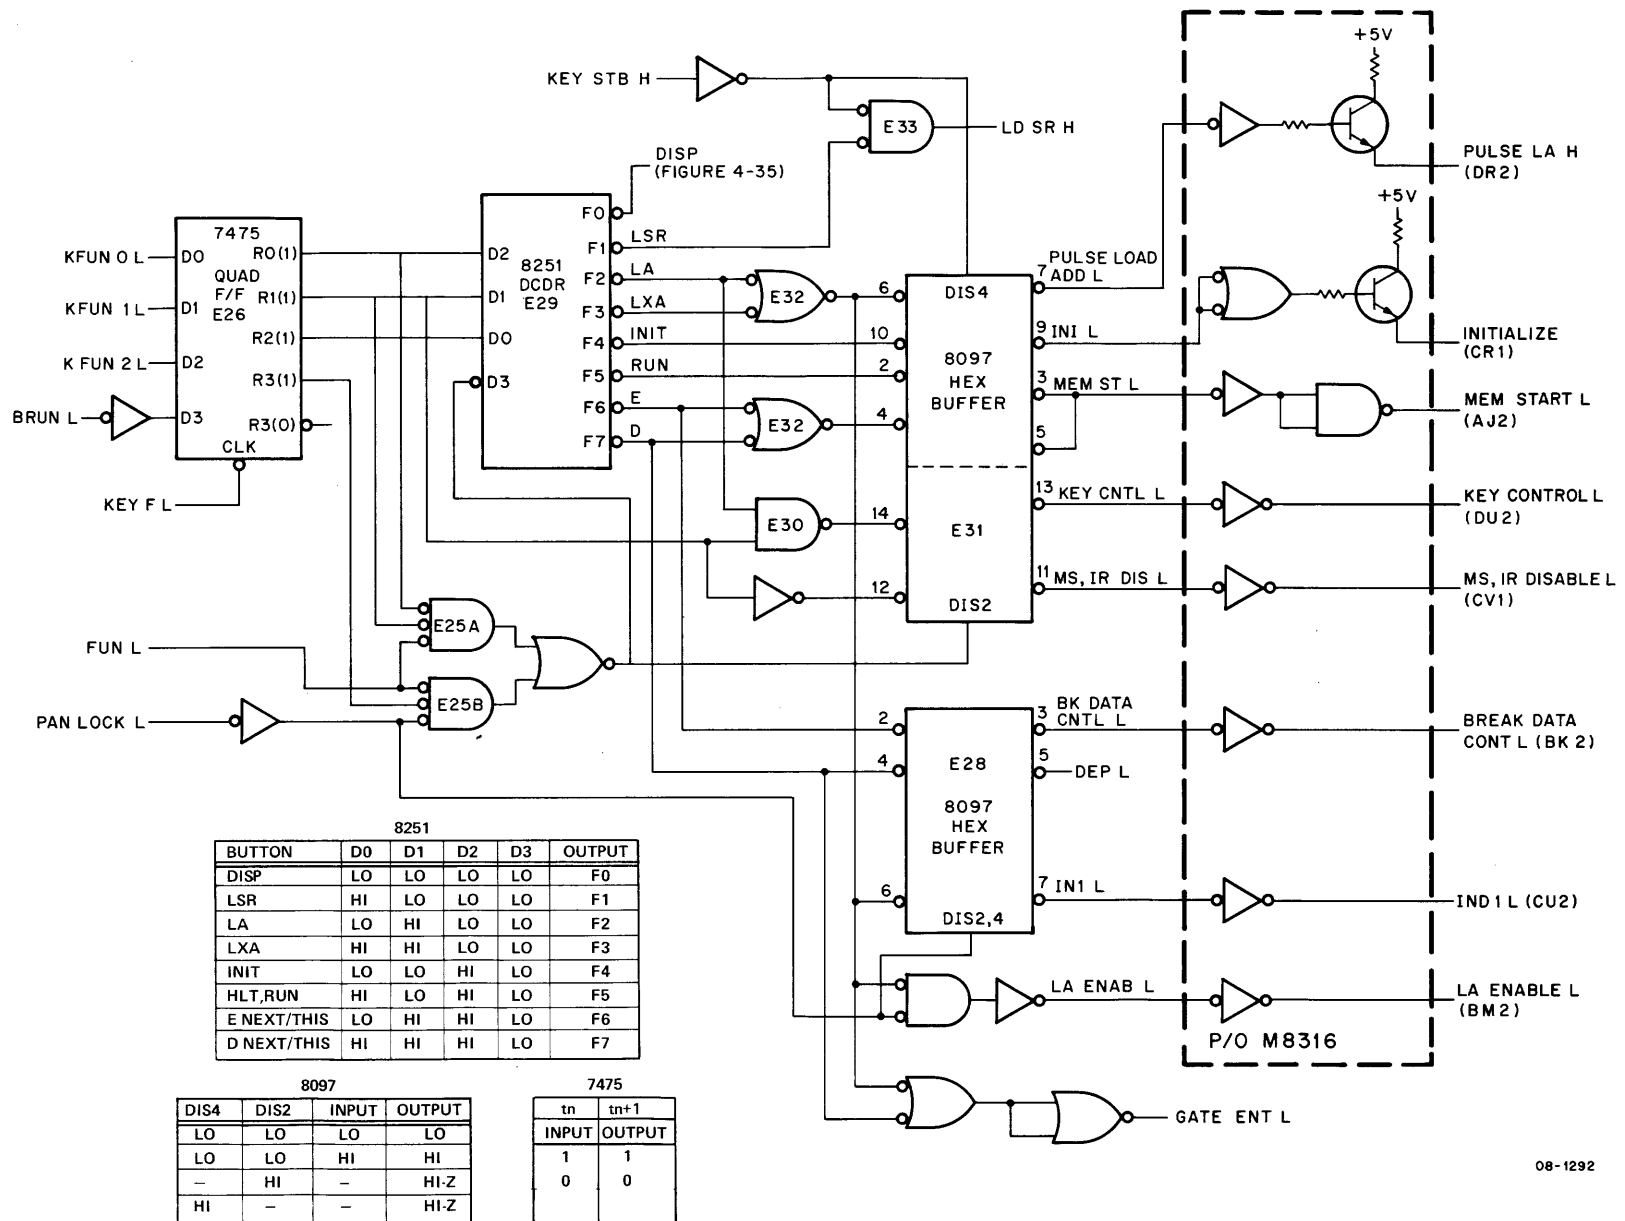 +5V
KEY STB H
E33
LD SR H
DISP
(FIGURE 4-35)
PULSE LA H
(DR2)
+5V
7475
QUAD
F/F
E26
KFUN 0 L
D0
R0(1)
KFUN 1 L
D1
R1(1)
K FUN 2 L
D2
R2(1)
R3(1)
BRUN L
D3
R3(0)
CLK
KEY F L
8251
DCDR
E29
D2
D1
D0
D3
F0
F1
LSR
F2
LA
F3
LXA
F4
INIT
F5
RUN
F6
E
F7
D
E32
E32
E30
6
10
2
4
14
12
DIS4
8097
HEX
BUFFER
E31
DIS2
PULSE LOAD
7 ADD L
9 INI L
3 MEM ST L
5
13 KEY CNTL L
11 MS, IR DIS L
INITIALIZE
(CR1)
MEM START L
(AJ2)
KEY CONTROL L
(DU2)
MS, IR DISABLE L
(CV1)
FUN L
E25A
E25B
PAN LOCK L
2
4
6
E28
8097
HEX
BUFFER
DIS2,4
BK DATA
3 CNTL L
5
DEP L
7 IN1 L
BREAK DATA
CONT L (BK2)
IND 1 L (CU2)
LA ENAB L
LA ENABLE L
(BM2)
P/O M8316
GATE ENT L
8251
BUTTON D0 D1 D2 D3 OUTPUT
DISP LO LO LO LO F0
LSR HI LO LO LO F1
LA LO HI LO LO F2
LXA HI HI LO LO F3
INIT LO LO HI LO F4
HLT,RUN HI LO HI LO F5
E NEXT/THIS LO HI HI LO F6
D NEXT/THIS HI HI HI LO F7
8097
DIS4 DIS2 INPUT OUTPUT
LO LO LO LO
LO LO HI HI
– HI – HI-Z
HI – – HI-Z
7475
tn tn+1
INPUT OUTPUT
1 1
0 0
08-1292